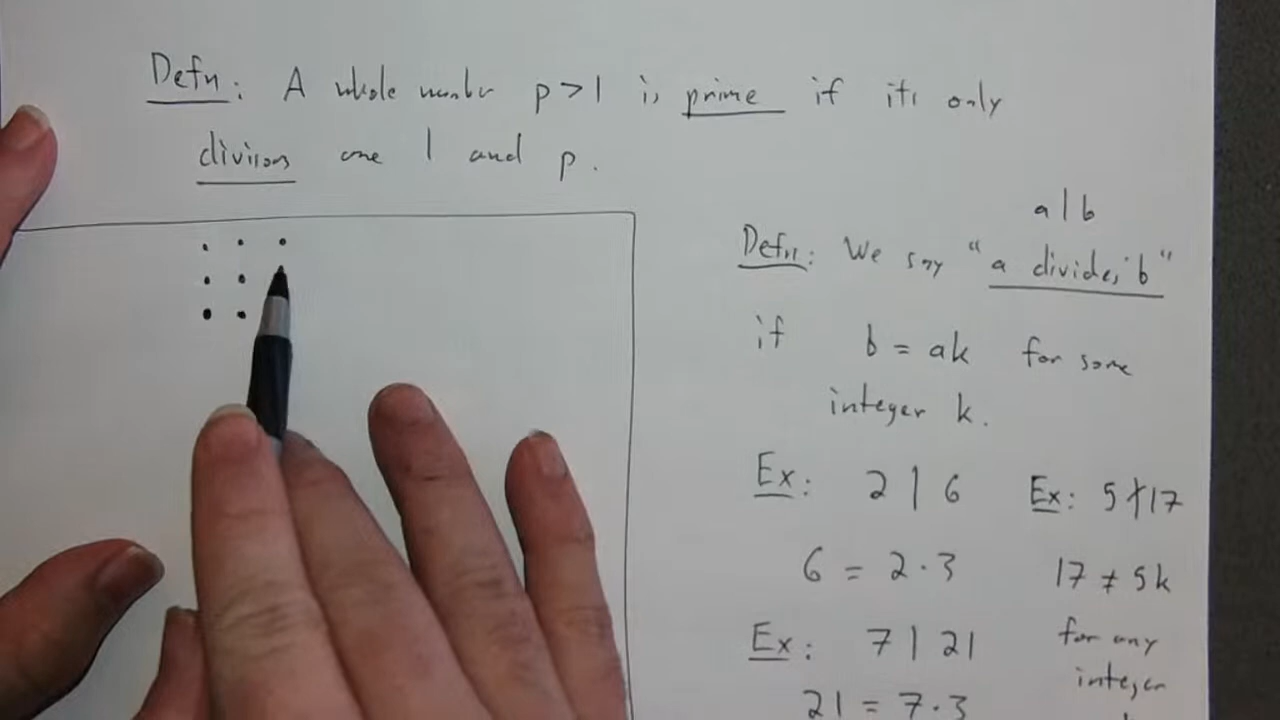 Defn: A whole number p > 1 is prime if its only
divisors are 1 and p.
a | b
Defn: We say "a divides b"
if b = ak for some
integer k.
Ex: 2 | 6
6 = 2 · 3
Ex: 7 | 21
21 = 7 · 3
Ex: 5 ∤ 17
17 ≠ 5k
for any
integer